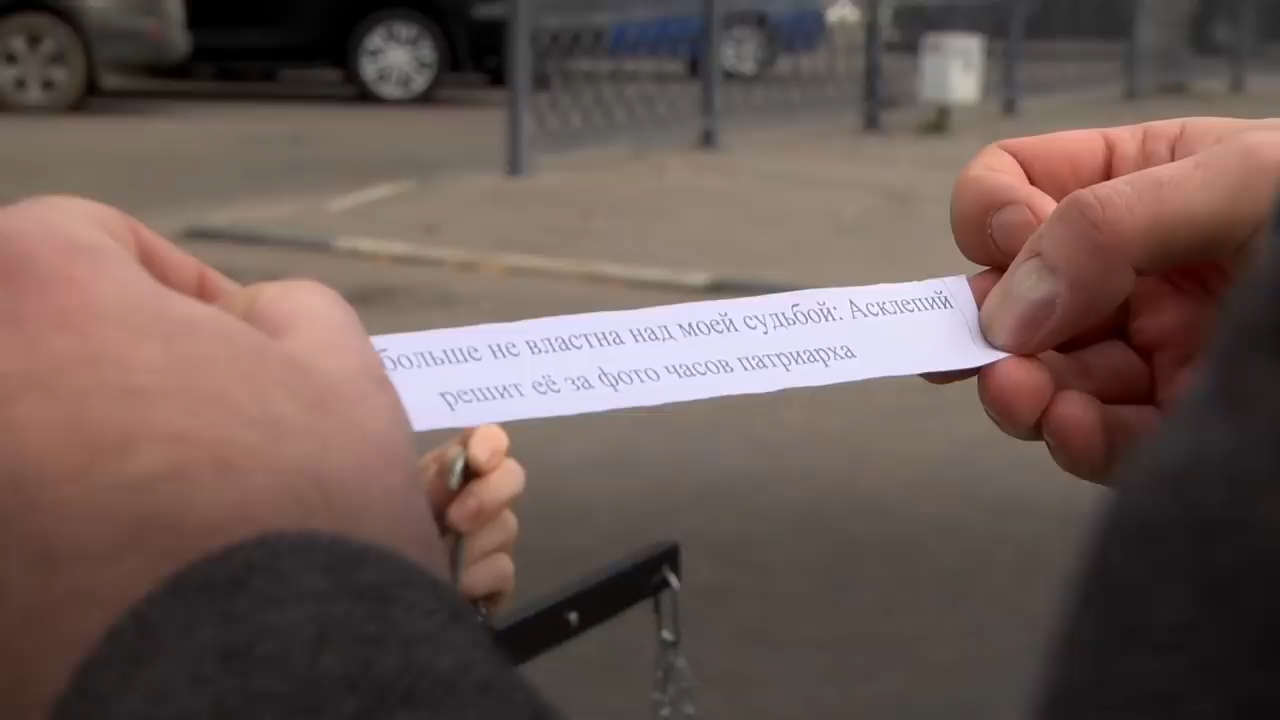 больше не властна над моей судьбой: Асклепий
решит её за фото часов патриарха